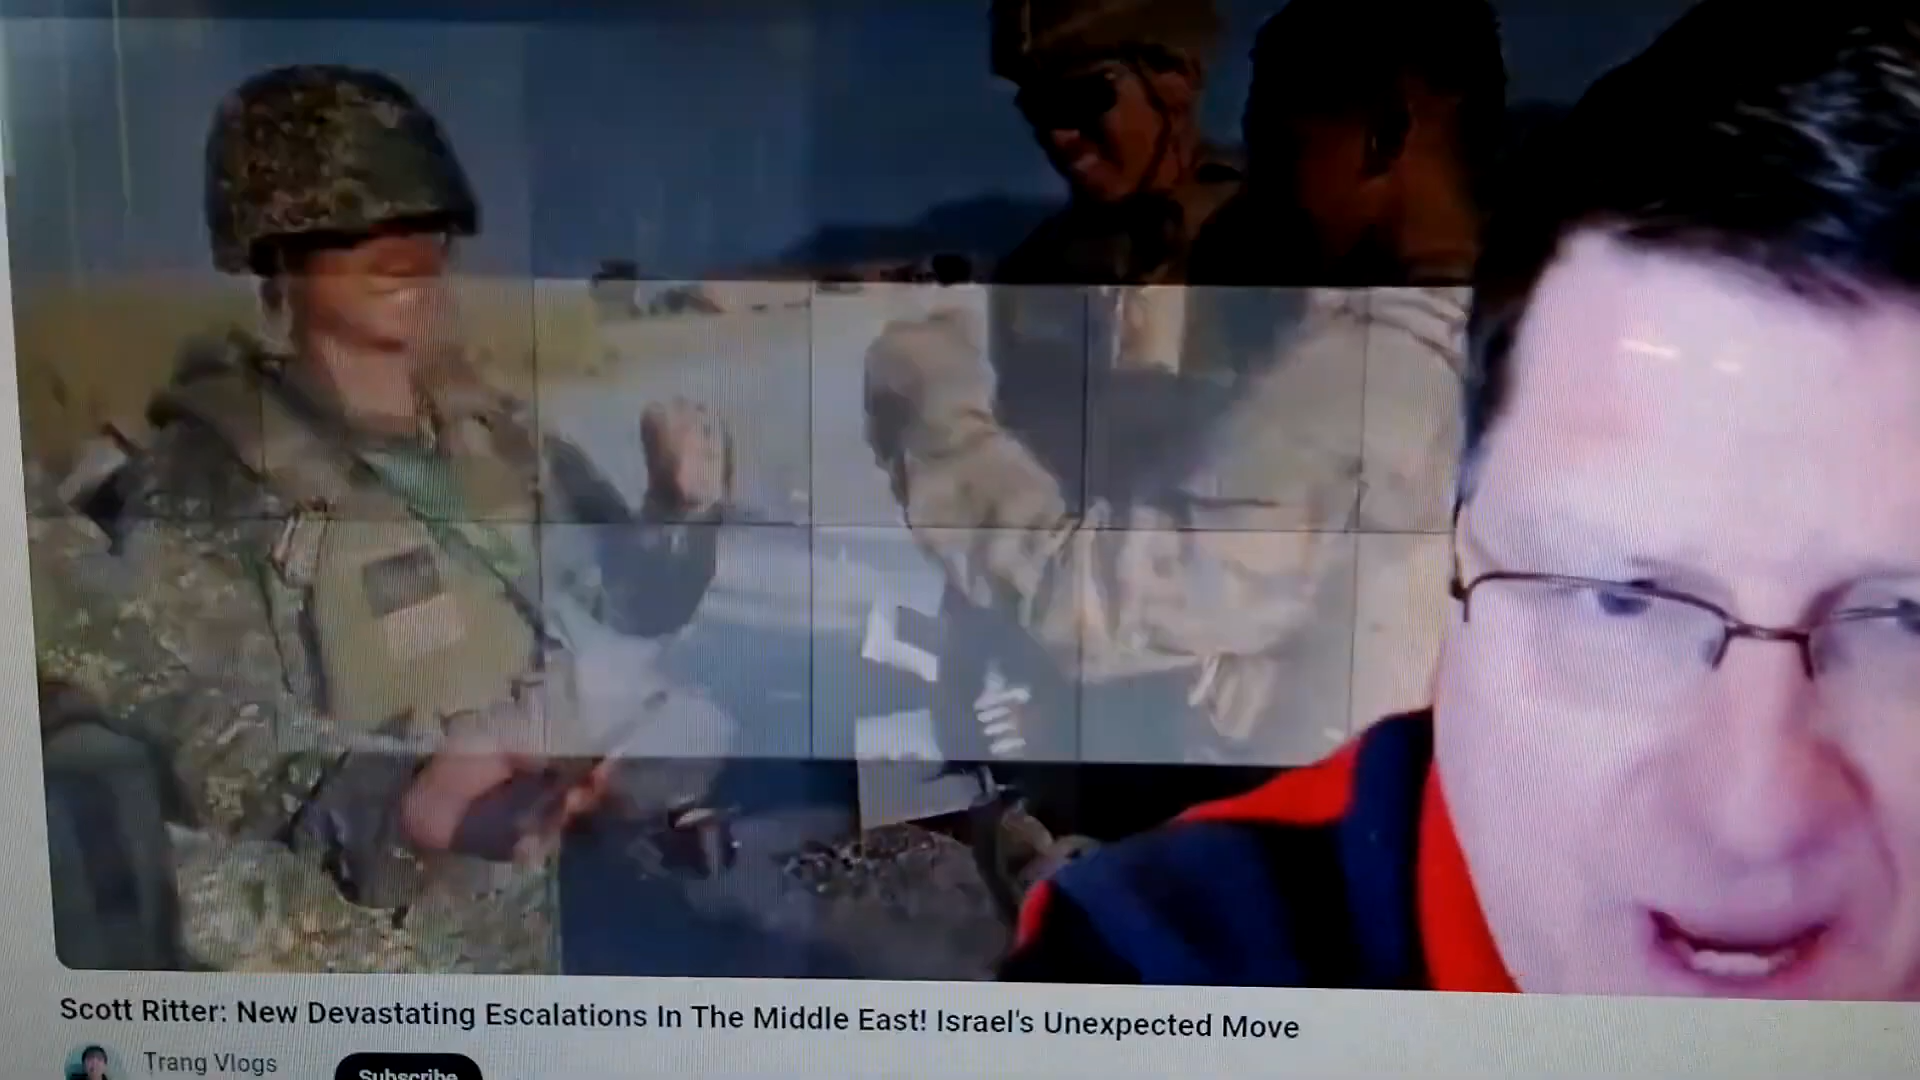 Scott Ritter: New Devastating Escalations In The Middle East! Israel's Unexpected Move
Trang Vlogs
Subscribe